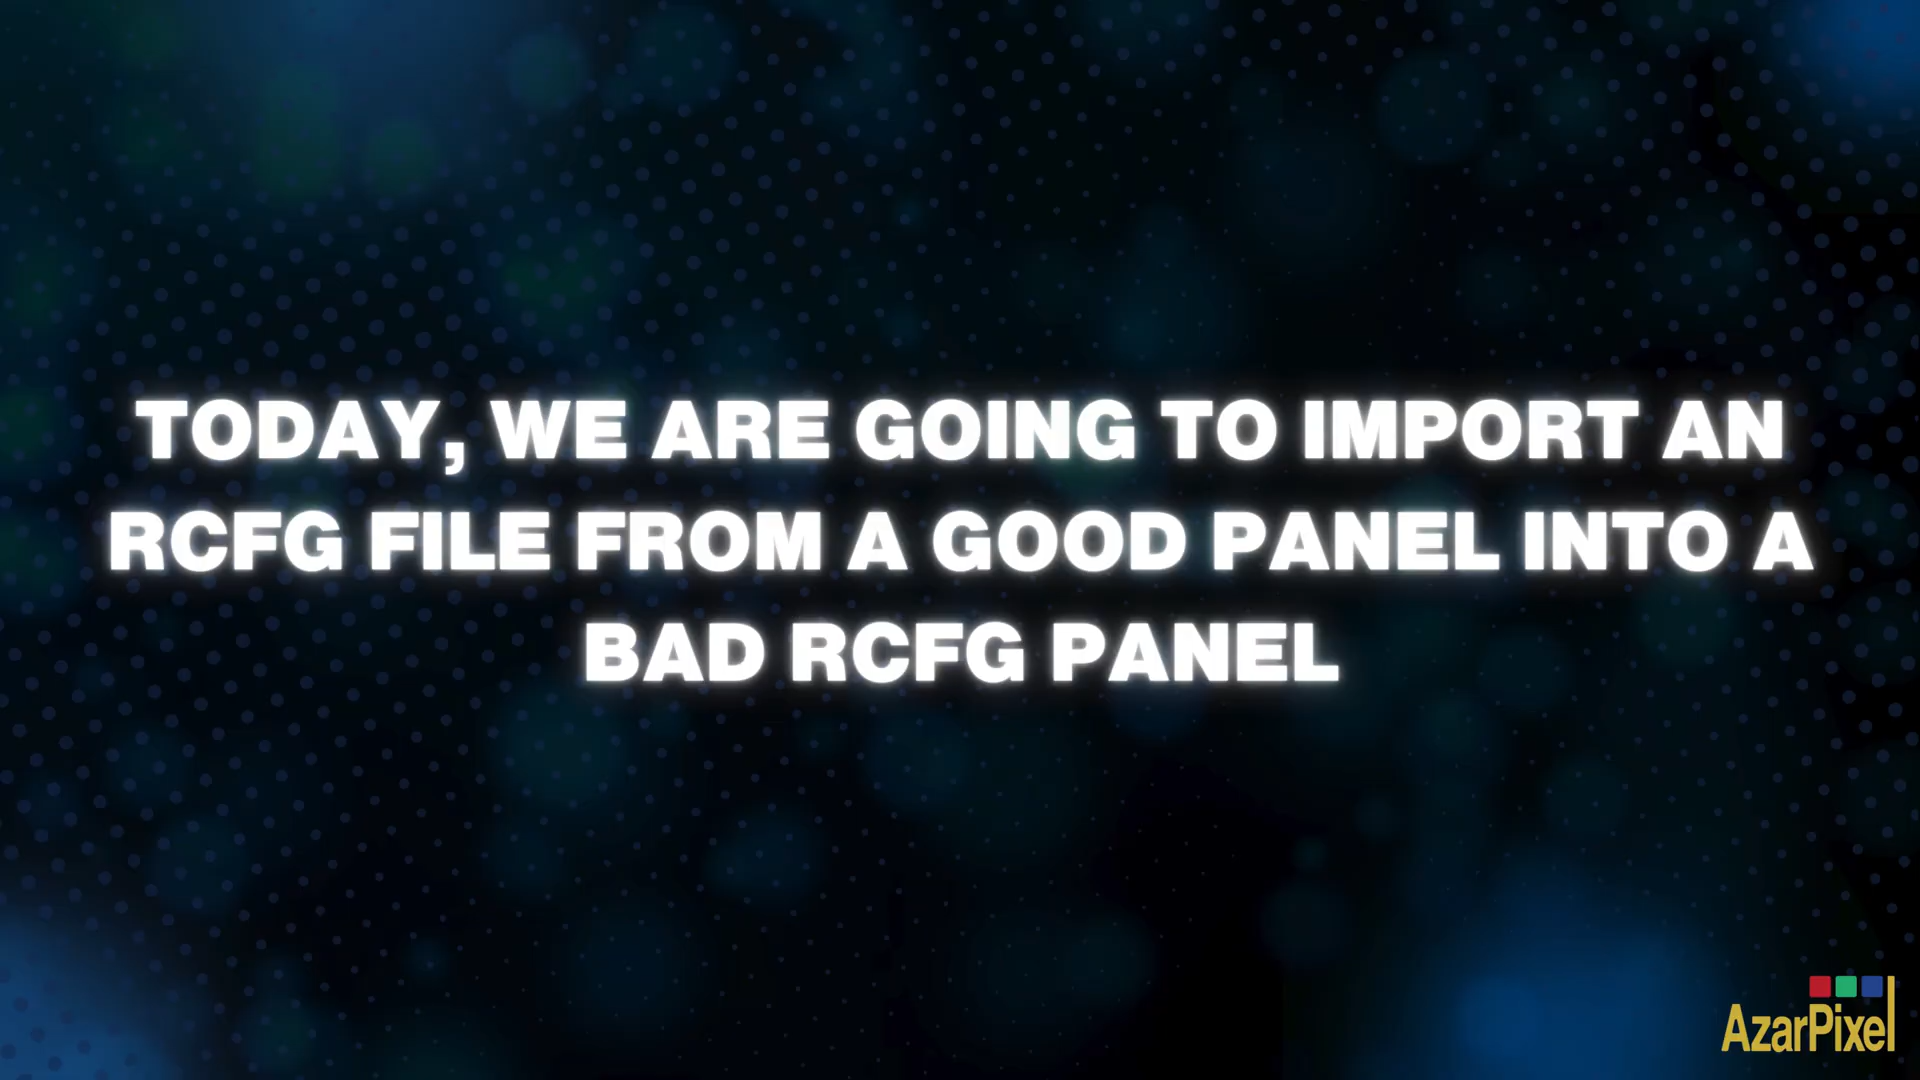 TODAY, WE ARE GOING TO IMPORT AN
RCFG FILE FROM A GOOD PANEL INTO A
BAD RCFG PANEL
AzarPixel